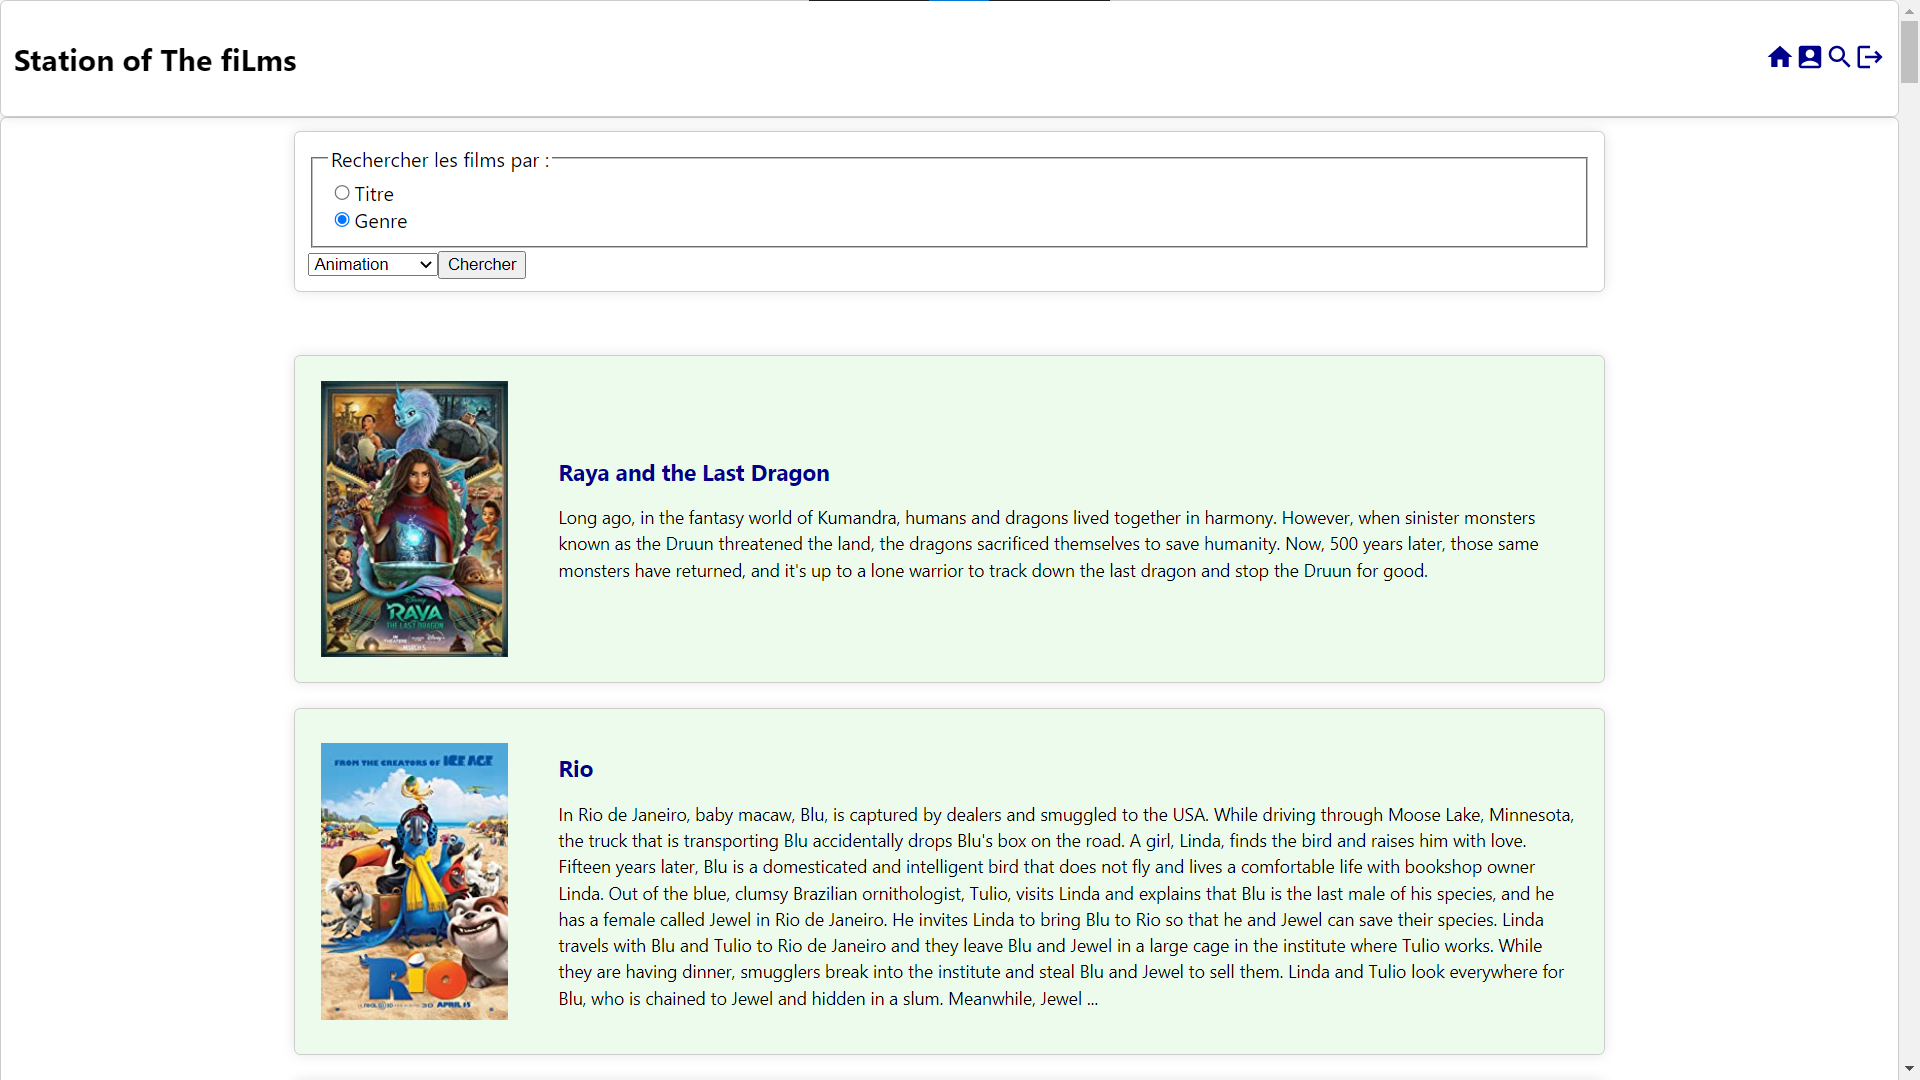 Station of The fiLms
Rechercher les films par :
Titre
Genre
Animation
Chercher
Raya and the Last Dragon
Long ago, in the fantasy world of Kumandra, humans and dragons lived together in harmony. However, when sinister monsters
known as the Druun threatened the land, the dragons sacrificed themselves to save humanity. Now, 500 years later, those same
monsters have returned, and it's up to a lone warrior to track down the last dragon and stop the Druun for good.
DISNEY
RAYA
THE LAST DRAGON
MARCH 5
Rio
In Rio de Janeiro, baby macaw, Blu, is captured by dealers and smuggled to the USA. While driving through Moose Lake, Minnesota,
the truck that is transporting Blu accidentally drops Blu's box on the road. A girl, Linda, finds the bird and raises him with love.
Fifteen years later, Blu is a domesticated and intelligent bird that does not fly and lives a comfortable life with bookshop owner
Linda. Out of the blue, clumsy Brazilian ornithologist, Tulio, visits Linda and explains that Blu is the last male of his species, and he
has a female called Jewel in Rio de Janeiro. He invites Linda to bring Blu to Rio so that he and Jewel can save their species. Linda
travels with Blu and Tulio to Rio de Janeiro and they leave Blu and Jewel in a large cage in the institute where Tulio works. While
they are having dinner, smugglers break into the institute and steal Blu and Jewel to sell them. Linda and Tulio look everywhere for
Blu, who is chained to Jewel and hidden in a slum. Meanwhile, Jewel ...
FROM THE CREATORS OF ICE AGE
RIO
3D APRIL 15